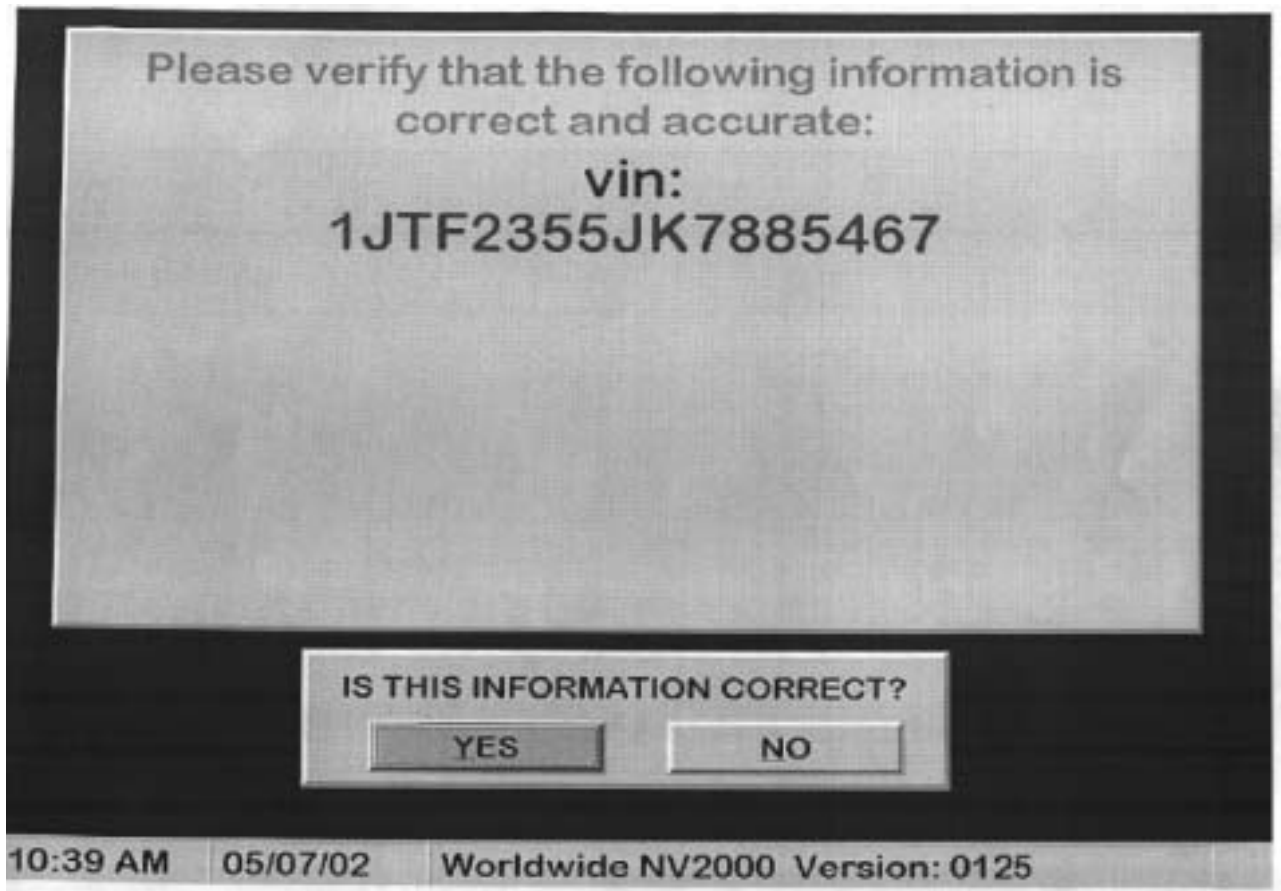 Please verify that the following information is
correct and accurate:
vin:
1JTF2355JK7885467
IS THIS INFORMATION CORRECT?
YES NO
10:39 AM 05/07/02 Worldwide NV2000 Version: 0125